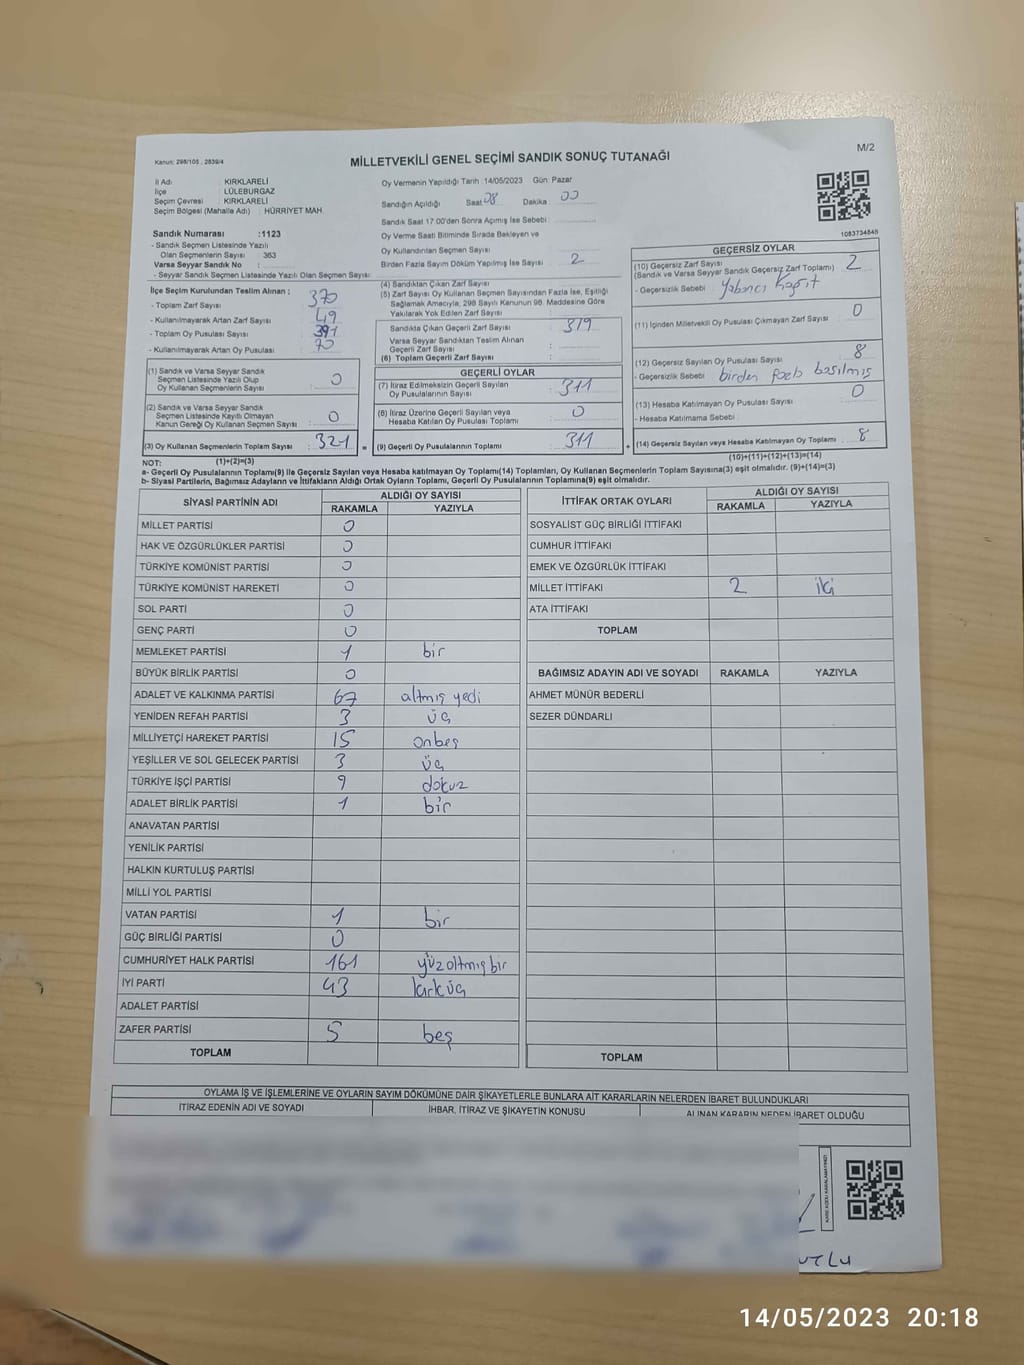 Kanun: 298/105 , 2839/4
MİLLETVEKİLİ GENEL SEÇİMİ SANDIK SONUÇ TUTANAĞI
M/2
İl Adı : KIRKLARELİ
İlçe : LÜLEBURGAZ
Seçim Çevresi : KIRKLARELİ
Seçim Bölgesi (Mahalle Adı) : HÜRRİYET MAH.
Sandık Numarası :1123
- Sandık Seçmen Listesinde Yazılı
Olan Seçmenlerin Sayısı : 363
Varsa Seyyar Sandık No :
- Seyyar Sandık Seçmen Listesinde Yazılı Olan Seçmen Sayısı:
Oy Vermenin Yapıldığı Tarih :14/05/2023 Gün: Pazar
Sandığın Açıldığı Saat 08 Dakika 00
Sandık Saat 17.00'den Sonra Açımış İse Sebebi :
Oy Verme Saati Bitiminde Sırada Bekleyen ve
Oy Kullandırılan Seçmen Sayısı
Birden Fazla Sayım Döküm Yapılmış İse Sayısı : 2
1083734848
İlçe Seçim Kurulundan Teslim Alınan ;
- Toplam Zarf Sayısı : 370
- Kullanılmayarak Artan Zarf Sayısı : 49
- Toplam Oy Pusulası Sayısı : 391
- Kullanılmayarak Artan Oy Pusulası : 70
(4) Sandıktan Çıkan Zarf Sayısı
(5) Zarf Sayısı Oy Kullanan Seçmen Sayısından Fazla İse, Eşitliği
Sağlamak Amacıyla, 298 Sayılı Kanunun 98. Maddesine Göre
Yakılarak Yok Edilen Zarf Sayısı :
Sandıkta Çıkan Geçerli Zarf Sayısı : 319
Varsa Seyyar Sandıktan Teslim Alınan
Geçerli Zarf Sayısı :
(6) Toplam Geçerli Zarf Sayısı :
GEÇERSİZ OYLAR
(10) Geçersiz Zarf Sayısı : 2
(Sandık ve Varsa Seyyar Sandık Geçersiz Zarf Toplamı)
- Geçersizlik Sebebi : Yabancı Kağıt
(11) İçinden Milletvekili Oy Pusulası Çıkmayan Zarf Sayısı : 0
(12) Geçersiz Sayılan Oy Pusulası Sayısı : 8
- Geçersizlik Sebebi birden fazla basılmış
(13) Hesaba Katılmayan Oy Pusulası Sayısı : 0
- Hesaba Katılmama Sebebi :
(14) Geçersiz Sayılan veya Hesaba Katılmayan Oy Toplamı : 8
(10)+(11)+(12)+(13)=(14)
(1) Sandık ve Varsa Seyyar Sandık
Seçmen Listesinde Yazılı Olup
Oy Kullanan Seçmenlerin Sayısı : 0
(2) Sandık ve Varsa Seyyar Sandık
Seçmen Listesinde Kayıtlı Olmayan
Kanun Gereği Oy Kullanan Seçmen Sayısı : 0
(3) Oy Kullanan Seçmenlerin Toplam Sayısı : 321 =
GEÇERLİ OYLAR
(7) İtiraz Edilmeksizin Geçerli Sayılan
Oy Pusulalarının Sayısı : 311
(8) İtiraz Üzerine Geçerli Sayılan veya
Hesaba Katılan Oy Pusulası Toplamı : 0
(9) Geçerli Oy Pusulalarının Toplamı : 311 +
NOT: (1)+(2)=(3)
a- Geçerli Oy Pusulalarının Toplamı(9) ile Geçersiz Sayılan veya Hesaba katılmayan Oy Toplamı(14) Toplamları, Oy Kullanan Seçmenlerin Toplam Sayısına(3) eşit olmalıdır. (9)+(14)=(3)
b- Siyasi Partilerin, Bağımsız Adayların ve İttifakların Aldığı Ortak Oyların Toplamı, Geçerli Oy Pusulalarının Toplamına(9) eşit olmalıdır.
SİYASİ PARTİNİN ADI ALDIĞI OY SAYISI
RAKAMLA YAZIYLA
MİLLET PARTİSİ 0
HAK VE ÖZGÜRLÜKLER PARTİSİ 0
TÜRKİYE KOMÜNİST PARTİSİ 0
TÜRKİYE KOMÜNİST HAREKETİ 0
SOL PARTİ 0
GENÇ PARTİ 0
MEMLEKET PARTİSİ 1 bir
BÜYÜK BİRLİK PARTİSİ 0
ADALET VE KALKINMA PARTİSİ 67 altmış yedi
YENİDEN REFAH PARTİSİ 3 üç
MİLLİYETÇİ HAREKET PARTİSİ 15 onbeş
YEŞİLLER VE SOL GELECEK PARTİSİ 3 üç
TÜRKİYE İŞÇİ PARTİSİ 9 dokuz
ADALET BİRLİK PARTİSİ 1 bir
ANAVATAN PARTİSİ
YENİLİK PARTİSİ
HALKIN KURTULUŞ PARTİSİ
MİLLİ YOL PARTİSİ
VATAN PARTİSİ 1 bir
GÜÇ BİRLİĞİ PARTİSİ 0
CUMHURİYET HALK PARTİSİ 161 yüzaltmışbir
İYİ PARTİ 43 kırküç
ADALET PARTİSİ
ZAFER PARTİSİ 5 beş
TOPLAM
İTTİFAK ORTAK OYLARI ALDIĞI OY SAYISI
RAKAMLA YAZIYLA
SOSYALİST GÜÇ BİRLİĞİ İTTİFAKI
CUMHUR İTTİFAKI
EMEK VE ÖZGÜRLÜK İTTİFAKI
MİLLET İTTİFAKI 2 iki
ATA İTTİFAKI
TOPLAM
BAĞIMSIZ ADAYIN ADI VE SOYADI RAKAMLA YAZIYLA
AHMET MÜNÜR BEDERLİ
SEZER DÜNDARLI
TOPLAM
OYLAMA İŞ VE İŞLEMLERİNE VE OYLARIN SAYIM DÖKÜMÜNE DAİR ŞİKAYETLERLE BUNLARA AİT KARARLARIN NELERDEN İBARET BULUNDUKLARI
İTİRAZ EDENİN ADI VE SOYADI İHBAR, İTİRAZ VE ŞİKAYETİN KONUSU ALINAN KARARIN NEDEN İBARET OLDUĞU
14/05/2023 20:18